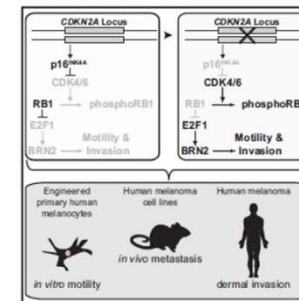 CDKN2A Locus
p16INK4A
CDK4/6
RB1
phosphoRB1
E2F1
BRN2
Motility &
Invasion
CDKN2A Locus
p16INK4A
CDK4/6
RB1
phosphoRB1
E2F1
BRN2
Motility &
Invasion
Engineered
primary human
melanocytes
in vitro motility
Human melanoma
cell lines
in vivo metastasis
Human melanoma
dermal invasion